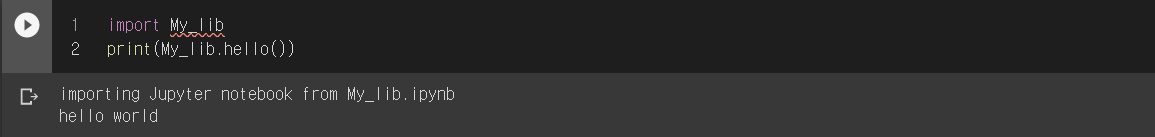 1 import My_lib
2 print(My_lib.hello())
importing Jupyter notebook from My_lib.ipynb
hello world